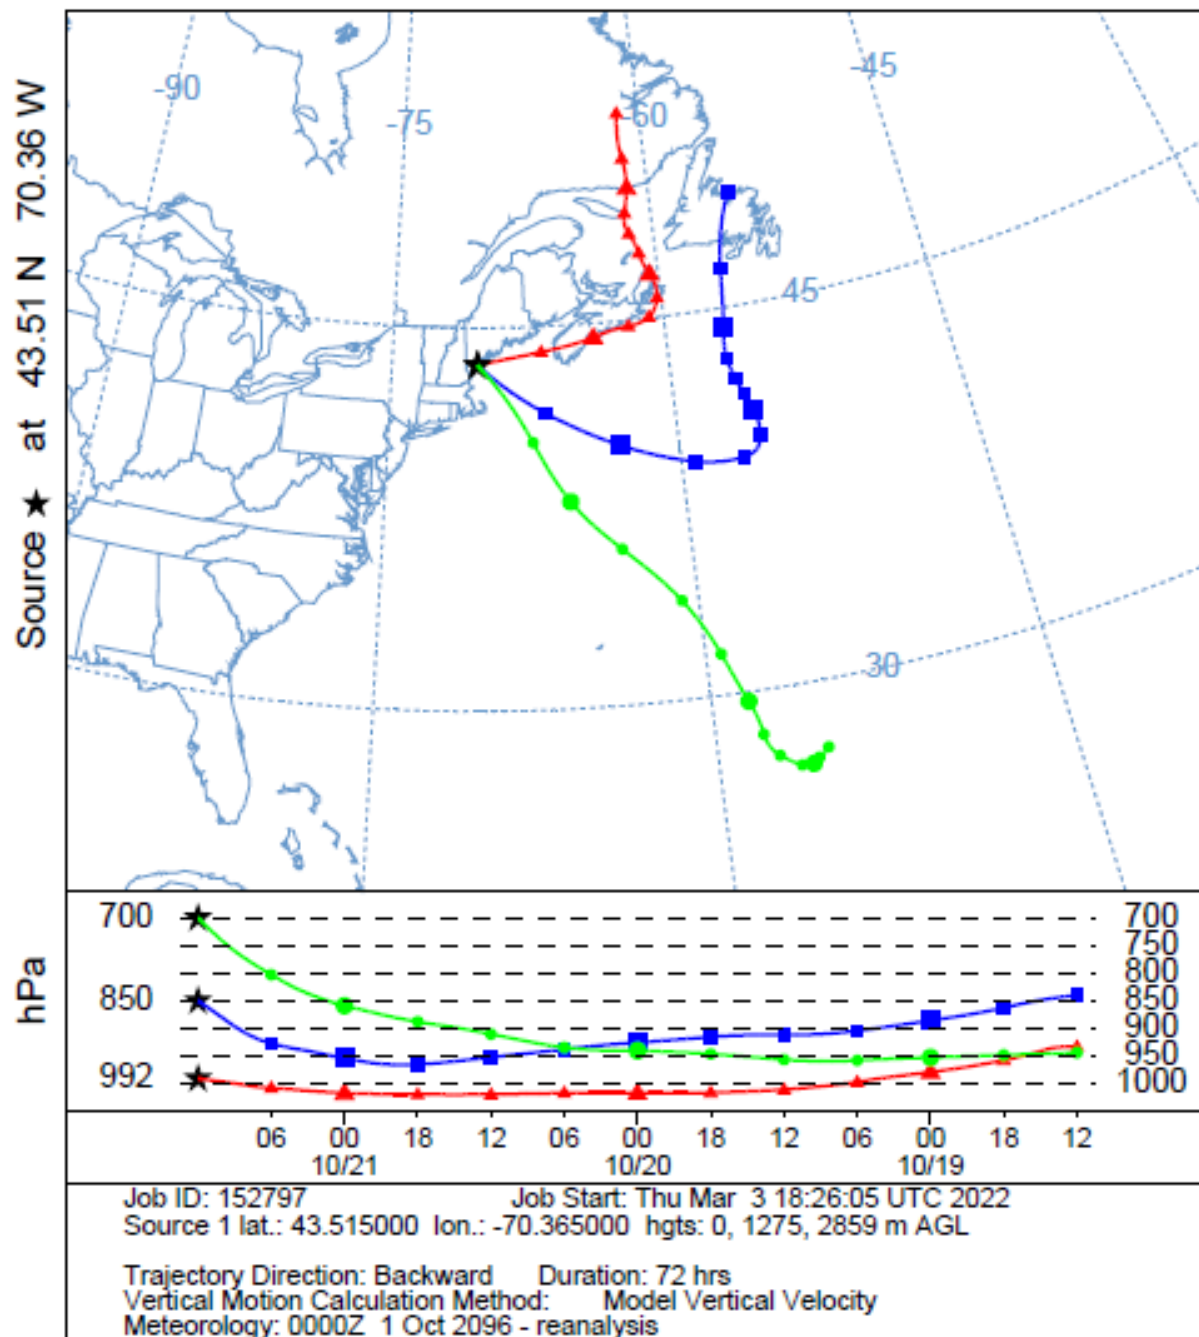 Source ★ at 43.51 N 70.36 W
-90
-75
-60
-45
45
30
hPa
700 700
750
800
850 850
900
950
992 1000
06 00 18 12 06 00 18 12 06 00 18 12
10/21 10/20 10/19
Job ID: 152797 Job Start: Thu Mar 3 18:26:05 UTC 2022
Source 1 lat.: 43.515000 lon.: -70.365000 hgts: 0, 1275, 2859 m AGL
Trajectory Direction: Backward Duration: 72 hrs
Vertical Motion Calculation Method: Model Vertical Velocity
Meteorology: 0000Z 1 Oct 2096 - reanalysis